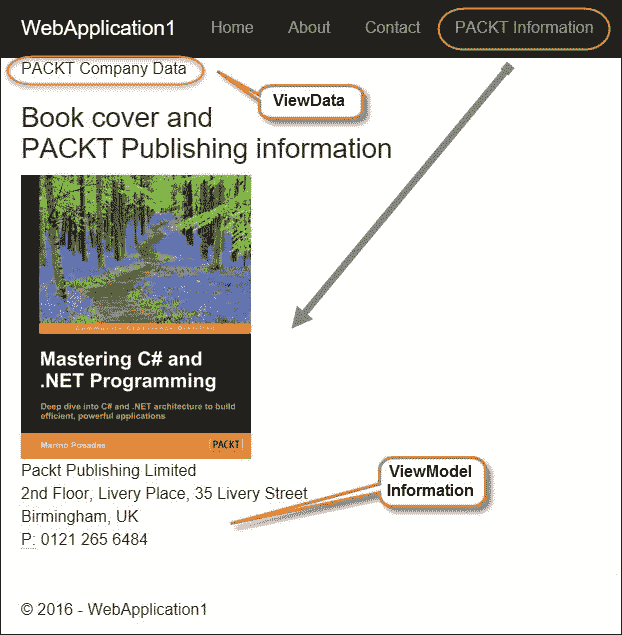 WebApplication1 Home About Contact PACKT Information
PACKT Company Data
ViewData
Book cover and
PACKT Publishing information
Community Experience Distilled
Mastering C# and
.NET Programming
Deep dive into C# and .NET architecture to build
efficient, powerful applications
Marino Posadas
PACKT
Packt Publishing Limited
2nd Floor, Livery Place, 35 Livery Street
Birmingham, UK
P: 0121 265 6484
ViewModel
Information
© 2016 - WebApplication1